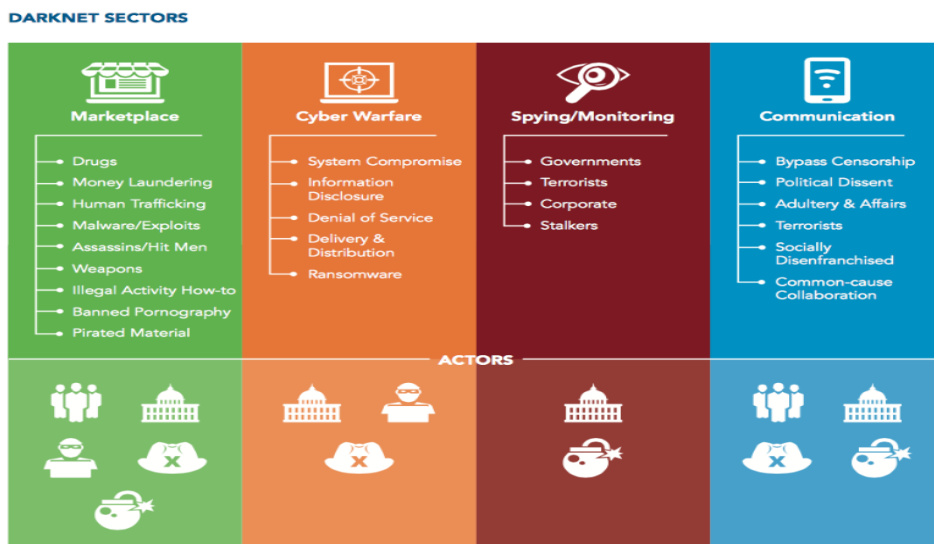 DARKNET SECTORS
Marketplace
Drugs
Money Laundering
Human Trafficking
Malware/Exploits
Assassins/Hit Men
Weapons
Illegal Activity How-to
Banned Pornography
Pirated Material
Cyber Warfare
System Compromise
Information
Disclosure
Denial of Service
Delivery &
Distribution
Ransomware
Spying/Monitoring
Governments
Terrorists
Corporate
Stalkers
Communication
Bypass Censorship
Political Dissent
Adultery & Affairs
Terrorists
Socially
Disenfranchised
Common-cause
Collaboration
ACTORS
X
X
X